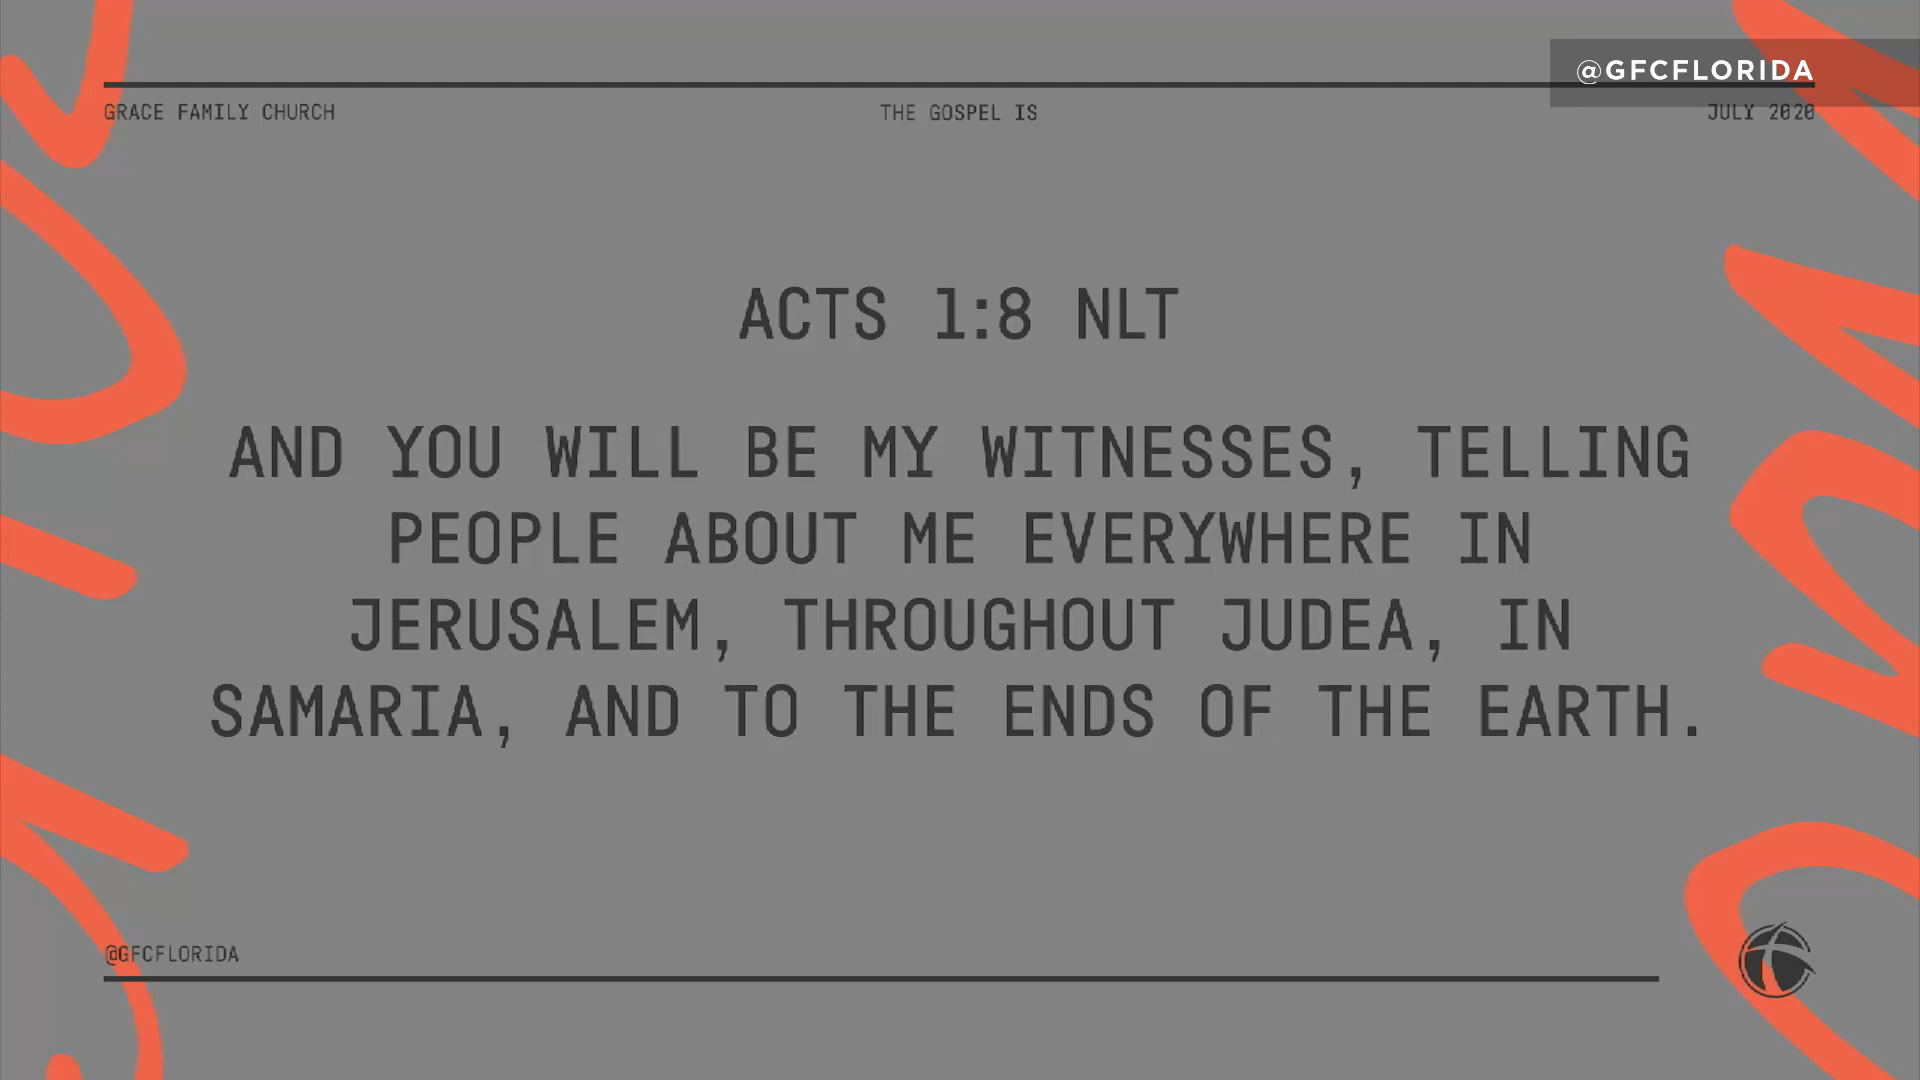 @GFCFLORIDA
GRACE FAMILY CHURCH
THE GOSPEL IS
JULY 2020
ACTS 1:8 NLT
AND YOU WILL BE MY WITNESSES, TELLING
PEOPLE ABOUT ME EVERYWHERE IN
JERUSALEM, THROUGHOUT JUDEA, IN
SAMARIA, AND TO THE ENDS OF THE EARTH.
@GFCFLORIDA